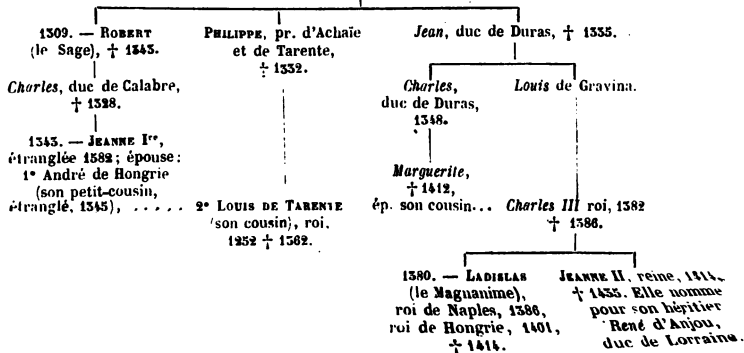 1309. — ROBERT
(le Sage), † 1343.
PHILIPPE, pr. d'Achaïe
et de Tarente,
† 1332.
Jean, duc de Duras, † 1335.
Charles, duc de Calabre,
† 1328.
Charles,
duc de Duras,
1348.
Louis de Gravina.
1343. — JEANNE Iʳᵉ,
étranglée 1382; épouse:
1° André de Hongrie
(son petit-cousin,
étranglé, 1345), .....
2° LOUIS DE TARENTE
(son cousin), roi.
1252 † 1362.
Marguerite,
† 1412,
ép. son cousin...
Charles III roi, 1382
† 1386.
1380. — LADISLAS
(le Magnanime),
roi de Naples, 1386,
roi de Hongrie, 1401,
† 1414.
JEANNE II, reine, 1414,
† 1435. Elle nomme
pour son héritier
René d'Anjou,
duc de Lorraine.